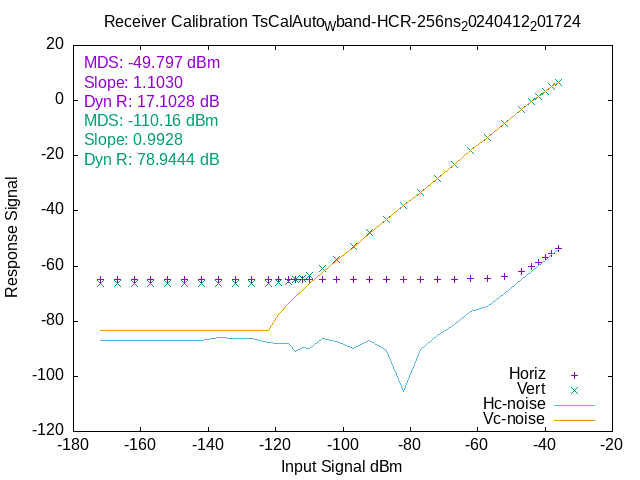 Receiver Calibration TsCalAuto_Wband-HCR-256ns_20240412_201724
MDS: -49.797 dBm
Slope: 1.1030
Dyn R: 17.1028 dB
MDS: -110.16 dBm
Slope: 0.9928
Dyn R: 78.9444 dB
20
0
-20
-40
-60
-80
-100
-120
Response Signal
Horiz
Vert
Hc-noise
Vc-noise
-180 -160 -140 -120 -100 -80 -60 -40 -20
Input Signal dBm